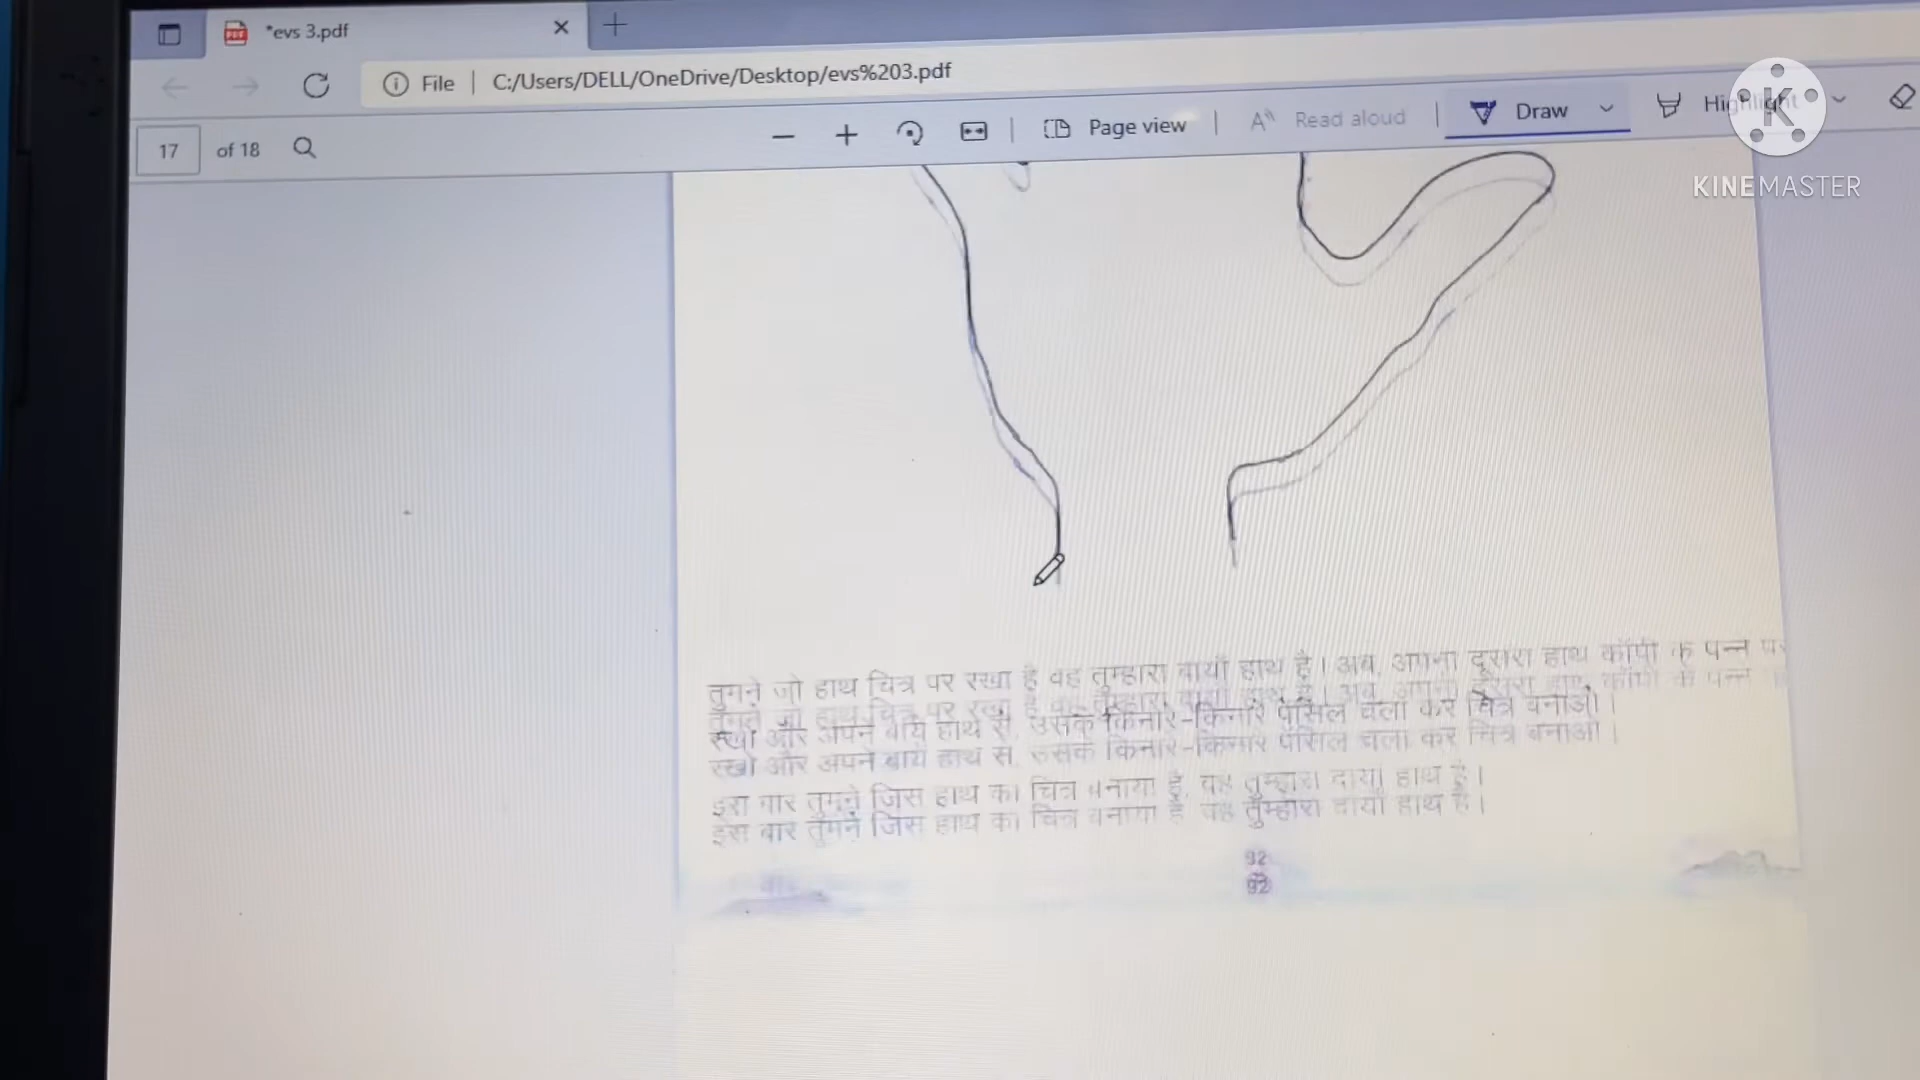 *evs 3.pdf
File C:/Users/DELL/OneDrive/Desktop/evs%203.pdf
17 of 18 Page view Read aloud Draw Highlight
KINEMASTER
तुमने जो हाथ चित्र पर रखा है वह तुम्हारा बायाँ हाथ है। अब, अपना दूसरा हाथ कॉपी के पन्ने पर
रखो और अपने बायें हाथ से, उसके किनारे-किनारे पेंसिल चला कर चित्र बनाओ।
इस बार तुमने जिस हाथ का चित्र बनाया है, वह तुम्हारा दायाँ हाथ है।
92